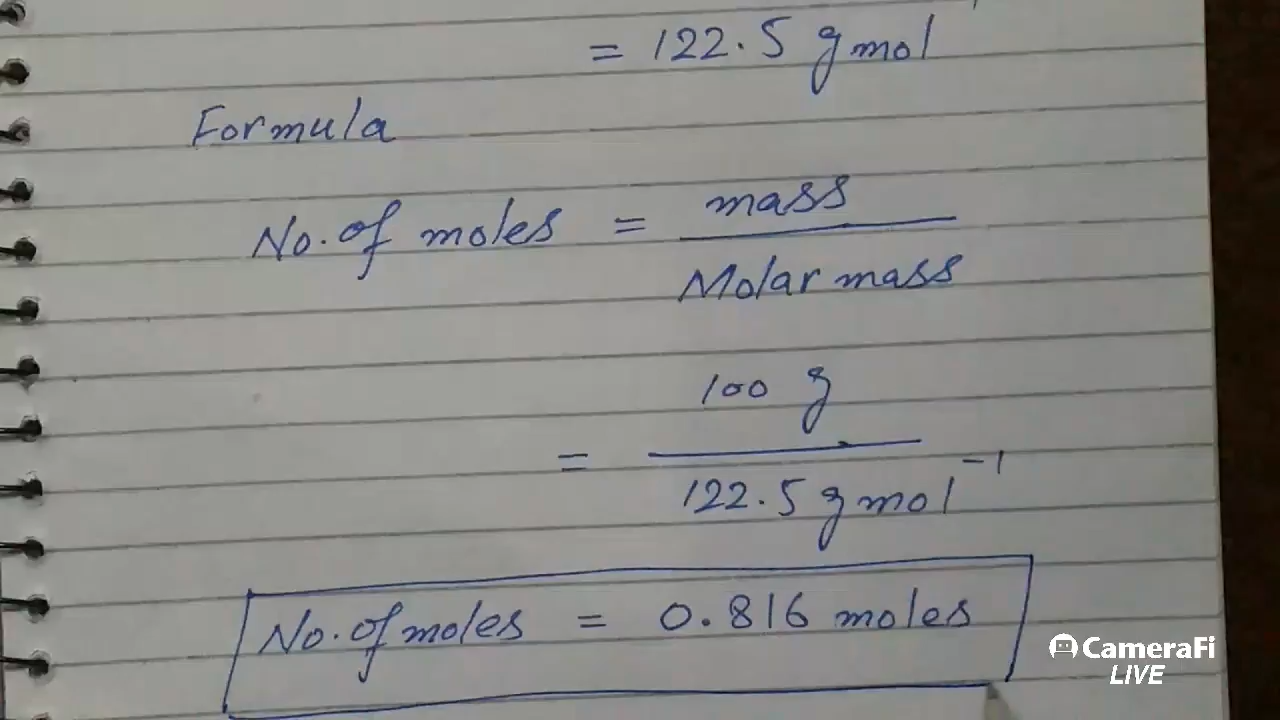 = 122.5 g mol
Formula
No. of moles = mass
Molar mass
= 100 g
122.5 g mol⁻¹
No. of moles = 0.816 moles
CameraFi
LIVE